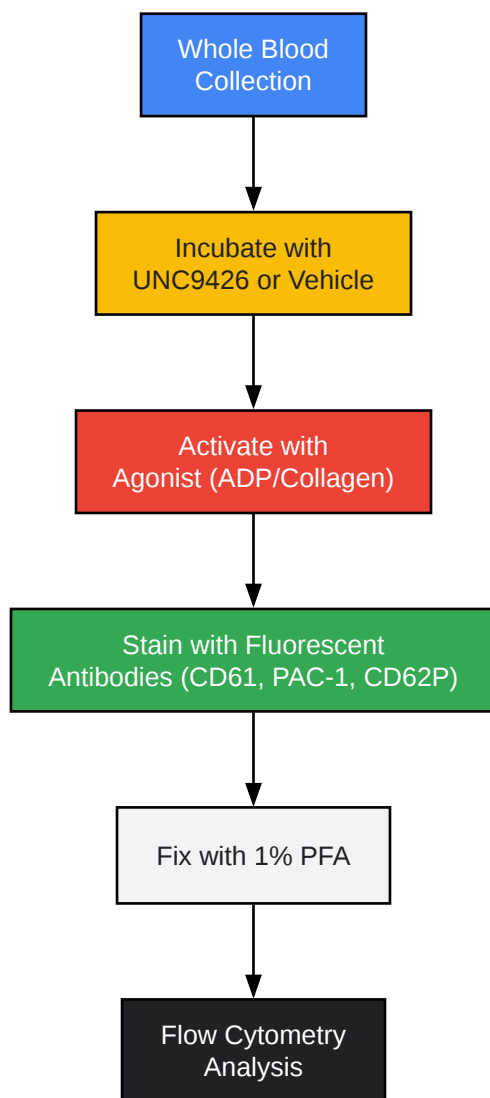 Whole Blood
Collection
Incubate with
UNC9426 or Vehicle
Activate with
Agonist (ADP/Collagen)
Stain with Fluorescent
Antibodies (CD61, PAC-1, CD62P)
Fix with 1% PFA
Flow Cytometry
Analysis